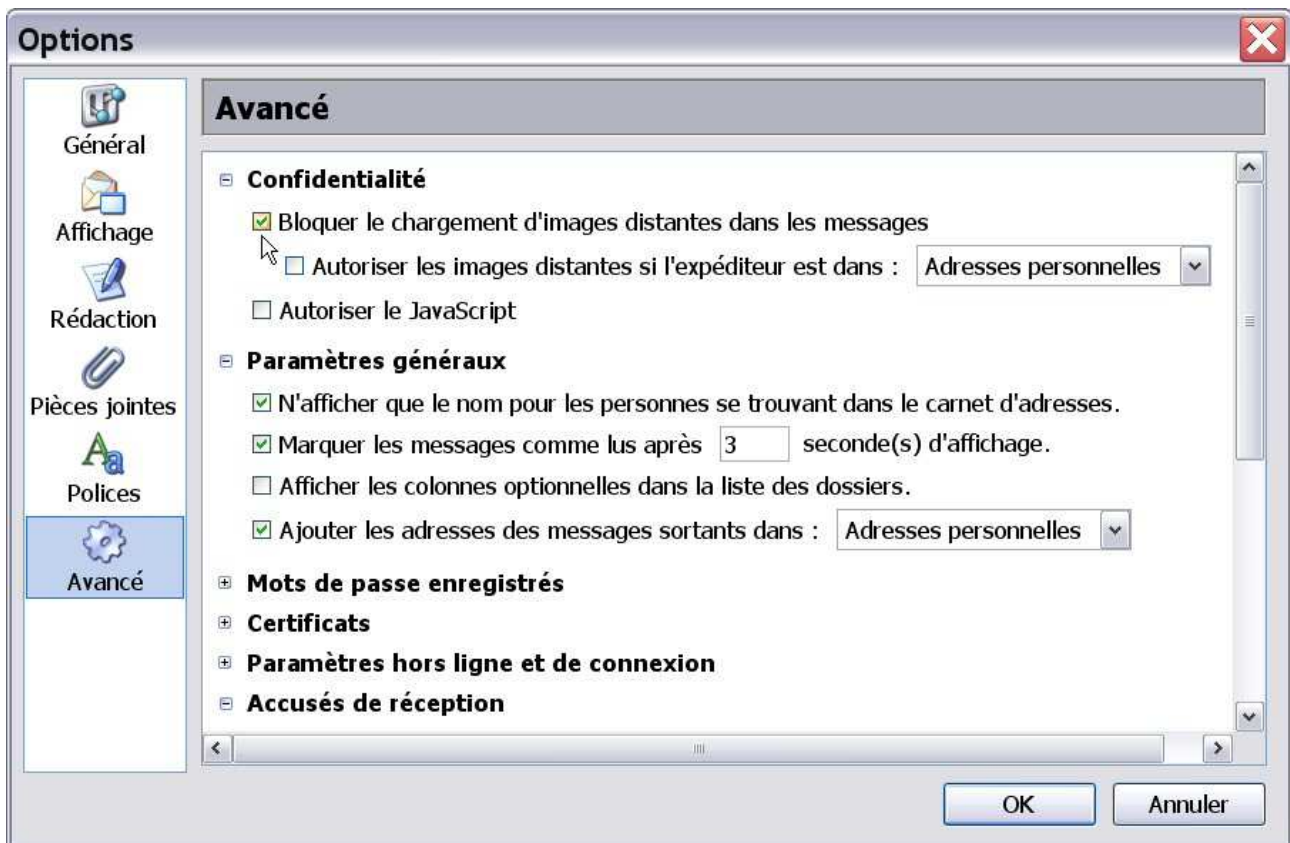 Options
Général
Affichage
Rédaction
Pièces jointes
Polices
Avancé
Avancé
Confidentialité
Bloquer le chargement d'images distantes dans les messages
Autoriser les images distantes si l'expéditeur est dans : Adresses personnelles
Autoriser le JavaScript
Paramètres généraux
N'afficher que le nom pour les personnes se trouvant dans le carnet d'adresses.
Marquer les messages comme lus après 3 seconde(s) d'affichage.
Afficher les colonnes optionnelles dans la liste des dossiers.
Ajouter les adresses des messages sortants dans : Adresses personnelles
Mots de passe enregistrés
Certificats
Paramètres hors ligne et de connexion
Accusés de réception
OK Annuler